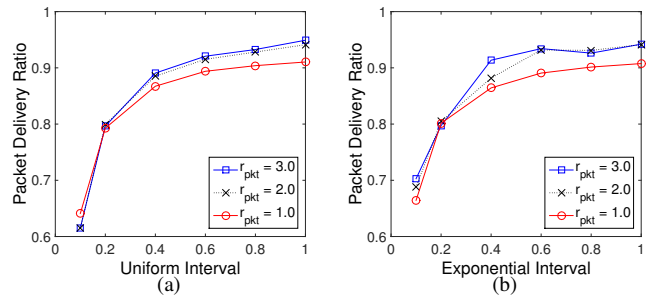 1
0.9
0.8
0.7
0.6
Packet Delivery Ratio
r_pkt = 3.0
r_pkt = 2.0
r_pkt = 1.0
0 0.2 0.4 0.6 0.8 1
Uniform Interval
(a)
1
0.9
0.8
0.7
0.6
Packet Delivery Ratio
r_pkt = 3.0
r_pkt = 2.0
r_pkt = 1.0
0 0.2 0.4 0.6 0.8 1
Exponential Interval
(b)